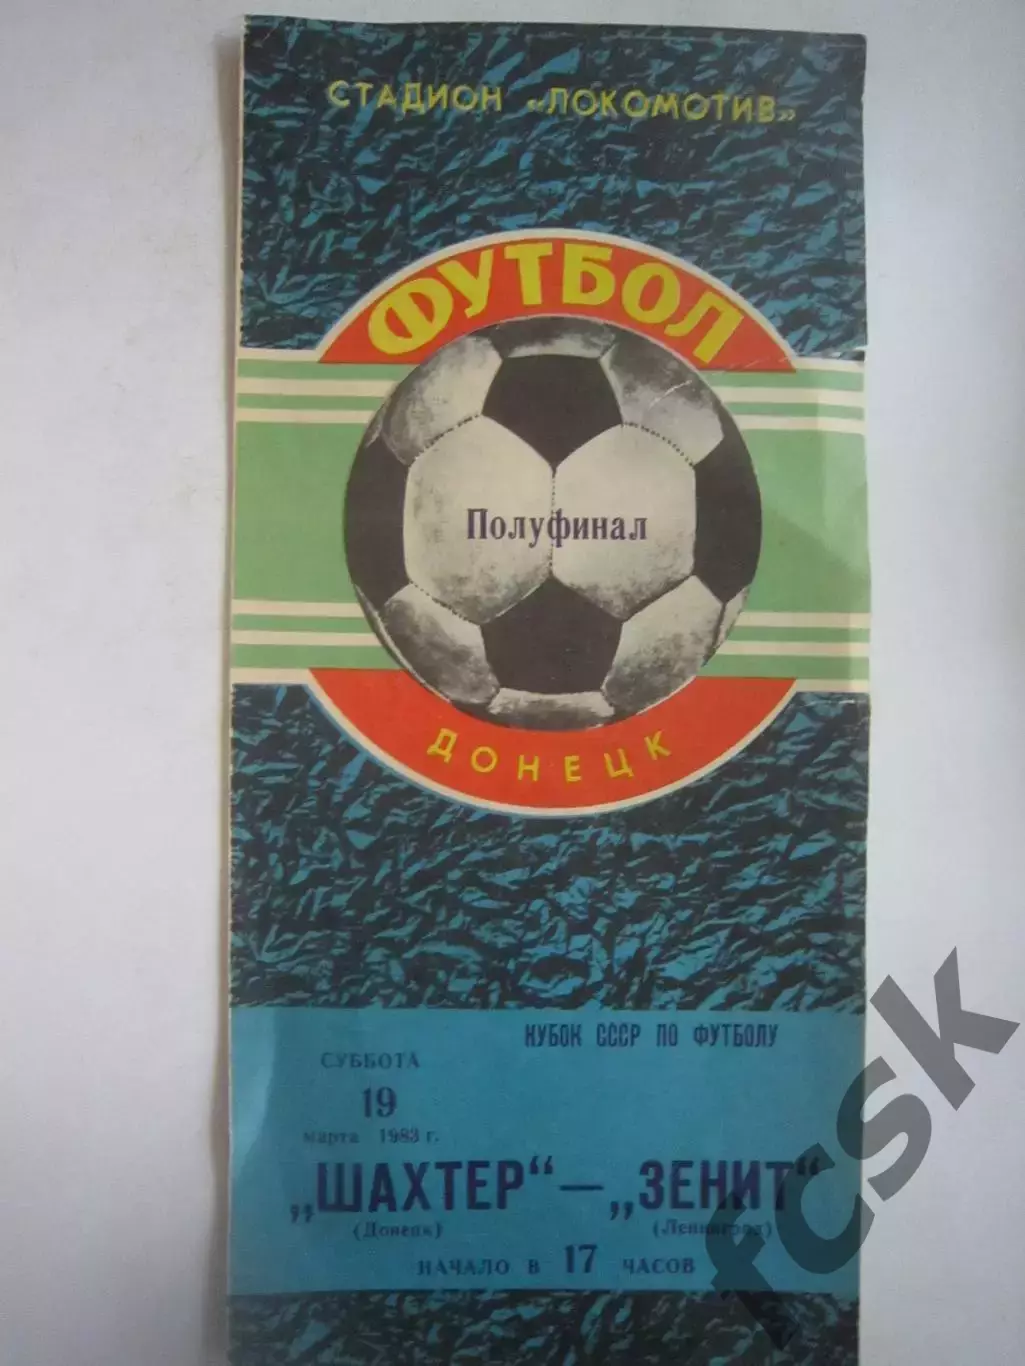 СТАДИОН «ЛОКОМОТИВ»
ФУТБОЛ
Полуфинал
ДОНЕЦК
КУБОК СССР ПО ФУТБОЛУ
СУББОТА
19
марта 1983 г.
„ШАХТЕР“ — „ЗЕНИТ“
(Донецк) (Ленинград)
НАЧАЛО В 17 ЧАСОВ
fcsk